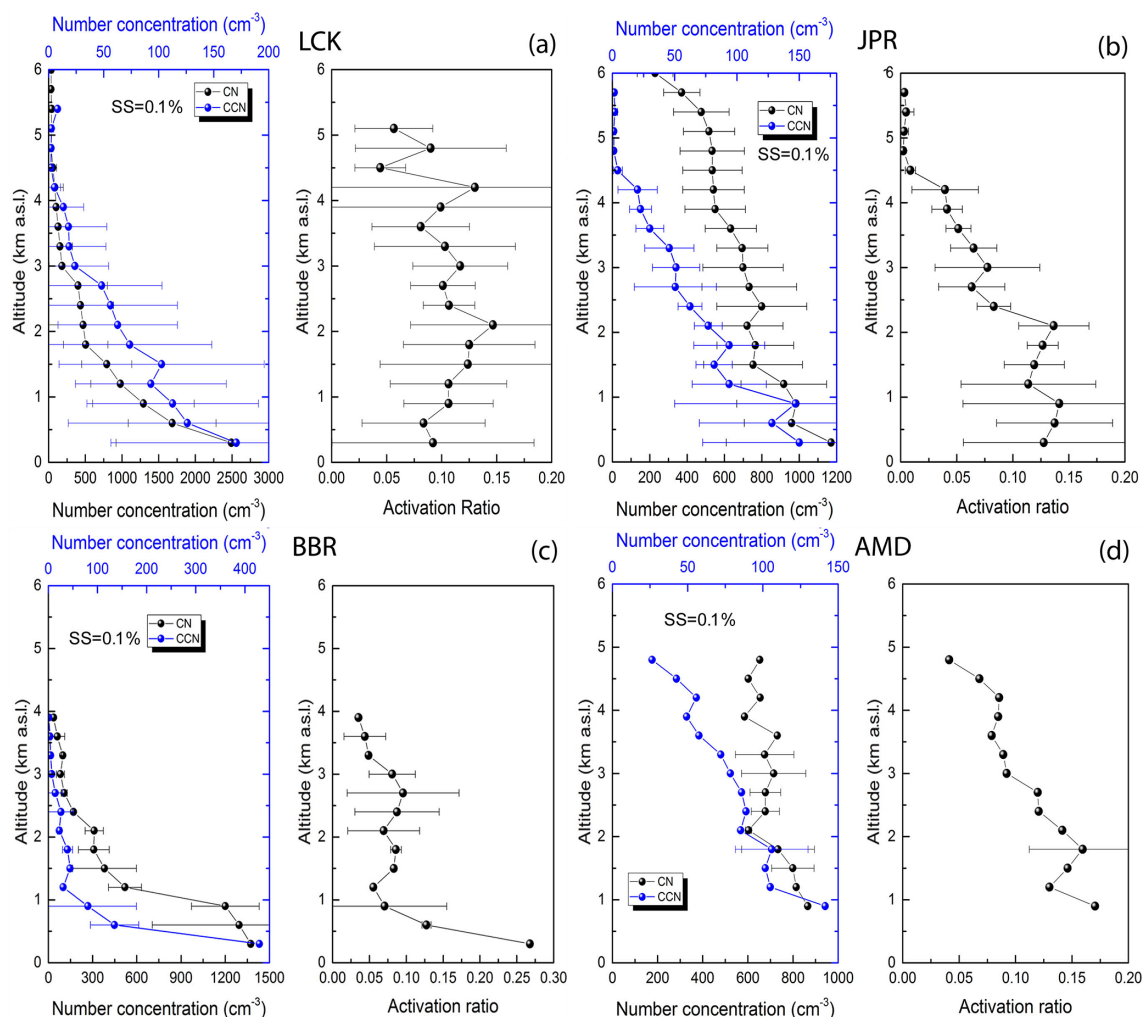 Number concentration (cm-3)
0 50 100 150 200
LCK
(a)
6
5
4
3
2
1
0
Altitude (km a.s.l.)
SS=0.1%
CN
CCN
0 500 1000 1500 2000 2500 3000
Number concentration (cm-3)
6
5
4
3
2
1
0
Altitude (km a.s.l.)
0.00 0.05 0.10 0.15 0.20
Activation Ratio
Number concentration (cm-3)
0 50 100 150
JPR
(b)
6
5
4
3
2
1
0
Altitude (km a.s.l.)
CN
CCN
SS=0.1%
0 200 400 600 800 1000 1200
Number concentration (cm-3)
6
5
4
3
2
1
0
Altitude (km a.s.l.)
0.00 0.05 0.10 0.15 0.20
Activation ratio
Number concentration (cm-3)
0 100 200 300 400
BBR
(c)
6
5
4
3
2
1
0
Altitude (km a.s.l.)
CN
CCN
SS=0.1%
0 300 600 900 1200 1500
Number concentration (cm-3)
6
5
4
3
2
1
0
Altitude (km a.s.l.)
0.00 0.05 0.10 0.15 0.20 0.25 0.30
Activation ratio
Number concentration (cm-3)
0 50 100 150
AMD
(d)
6
5
4
3
2
1
0
Altitude (km a.s.l.)
SS=0.1%
CN
CCN
0 200 400 600 800 1000
Number concentration (cm-3)
6
5
4
3
2
1
0
Altitude (km a.s.l.)
0.00 0.05 0.10 0.15 0.20
Activation ratio